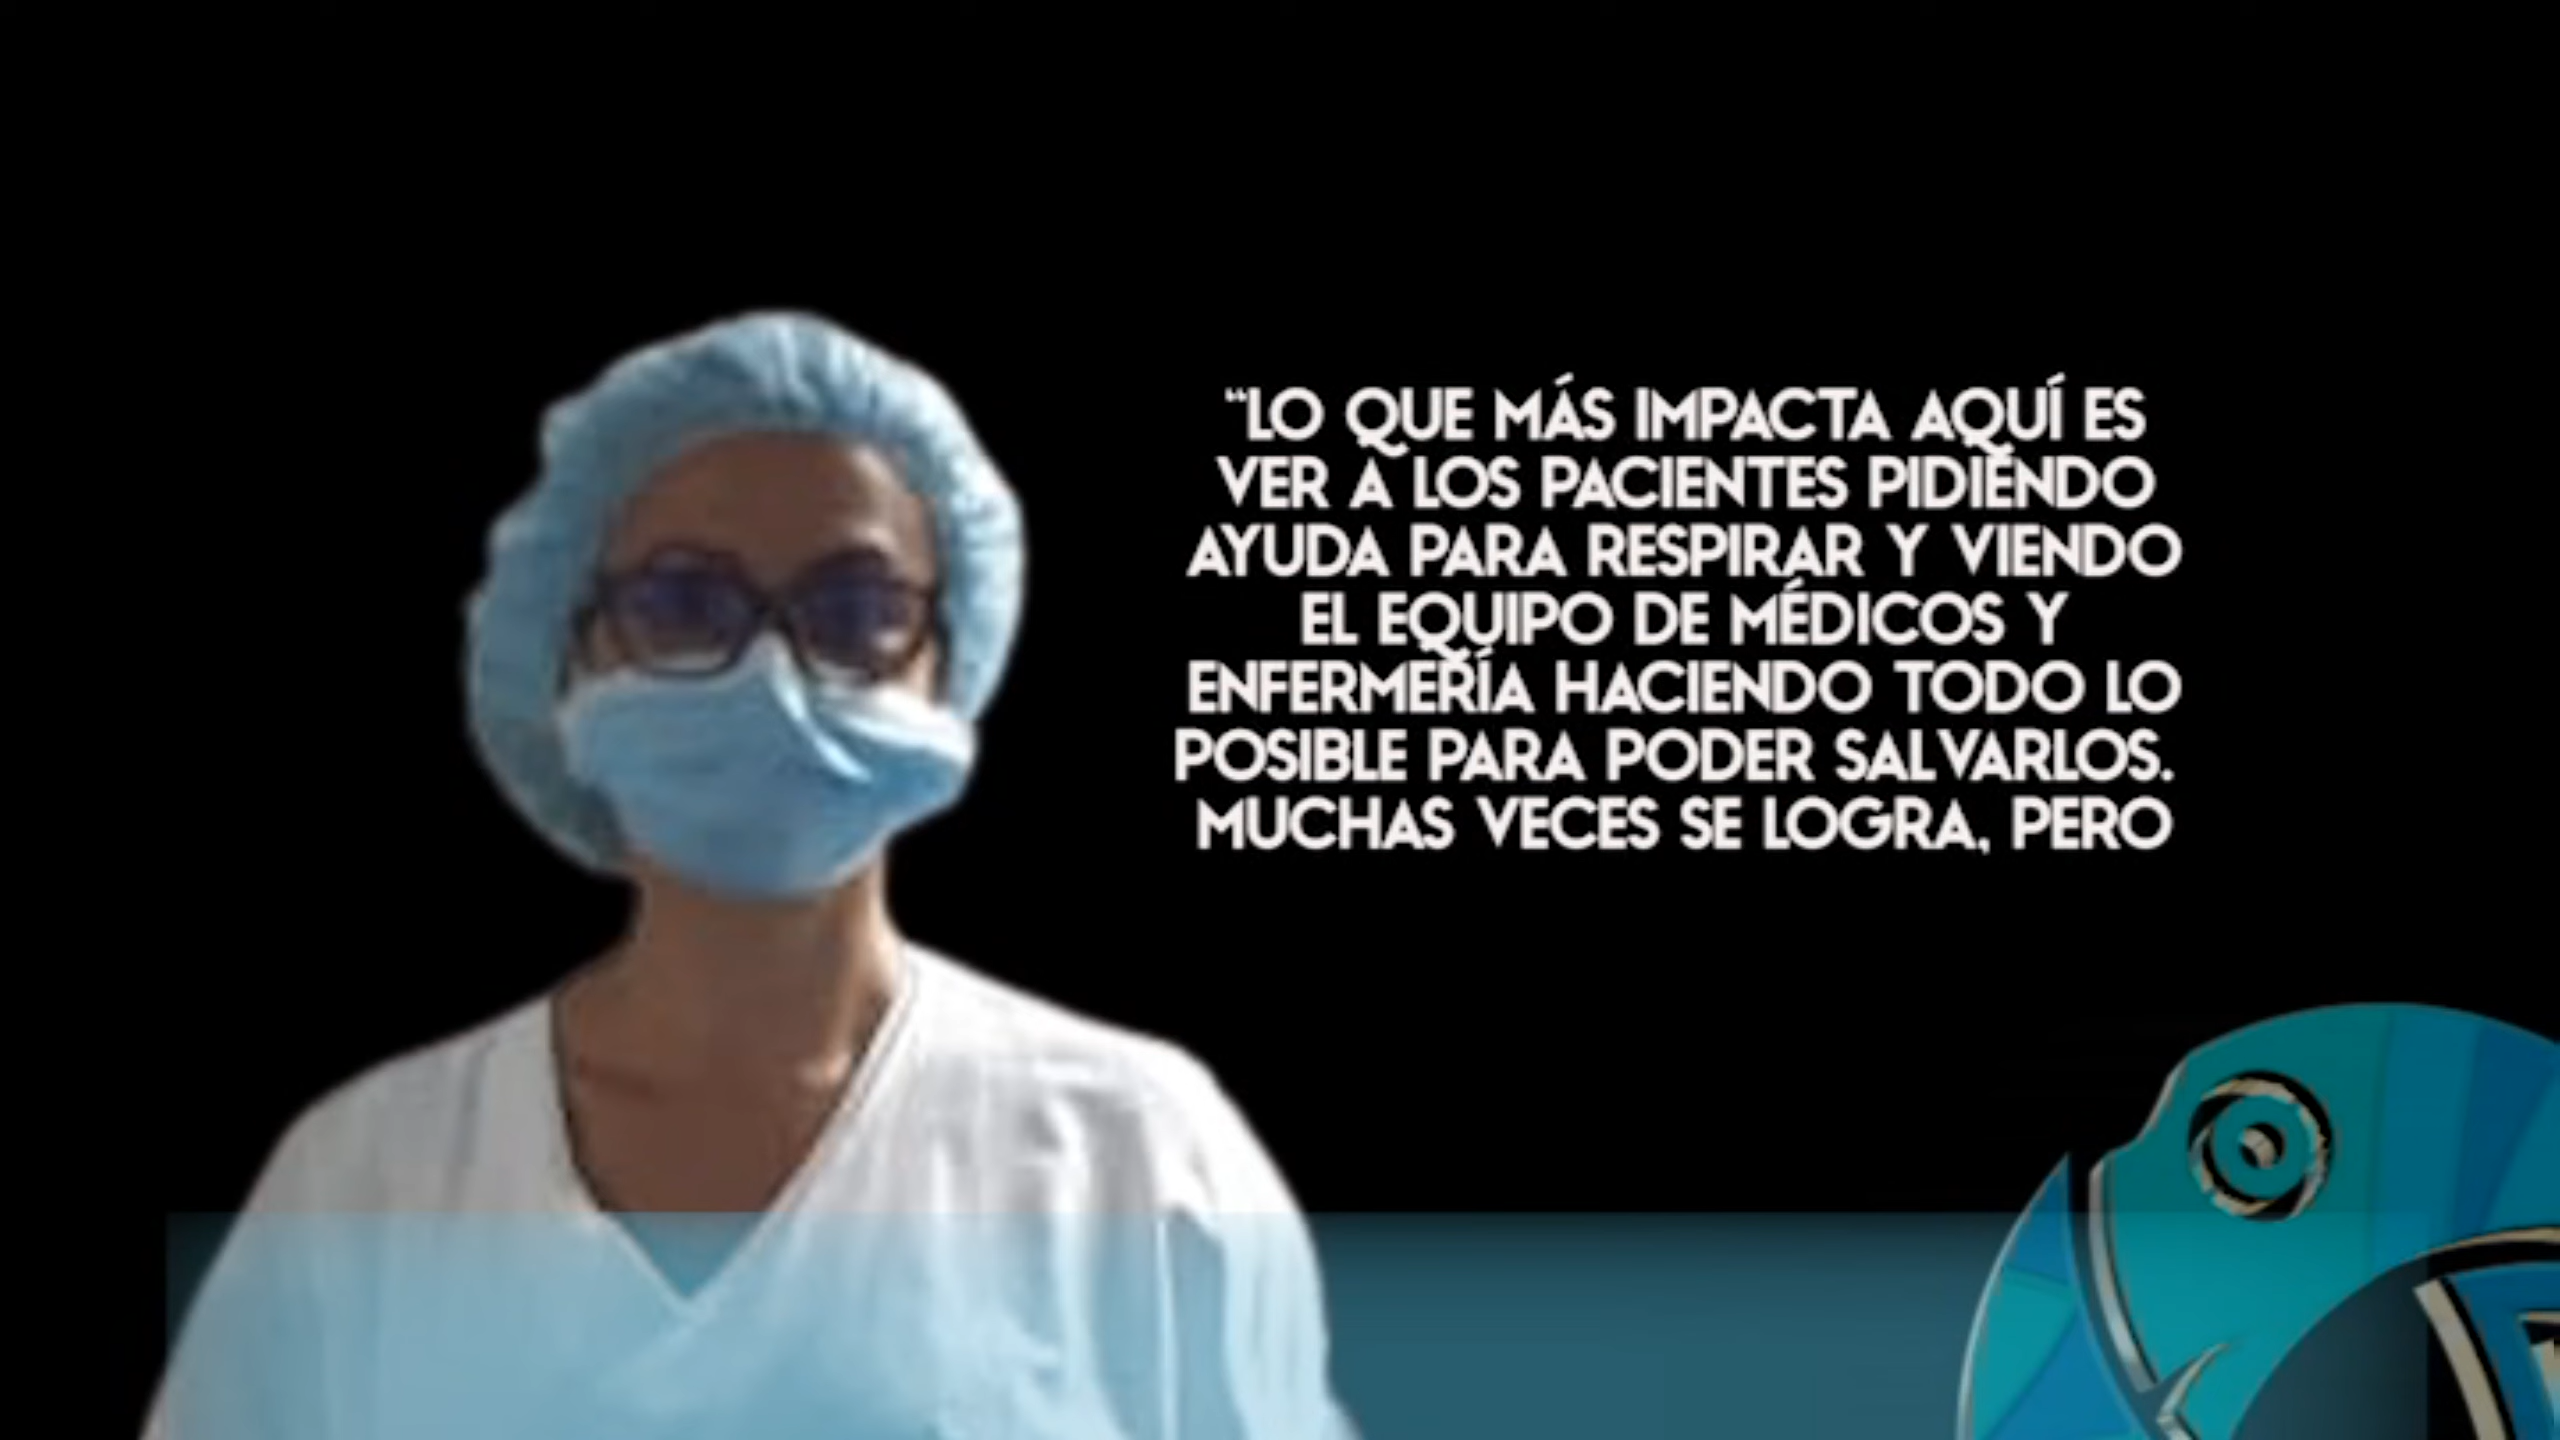 “LO QUE MÁS IMPACTA AQUÍ ES
VER A LOS PACIENTES PIDIENDO
AYUDA PARA RESPIRAR Y VIENDO
EL EQUIPO DE MÉDICOS Y
ENFERMERÍA HACIENDO TODO LO
POSIBLE PARA PODER SALVARLOS.
MUCHAS VECES SE LOGRA, PERO